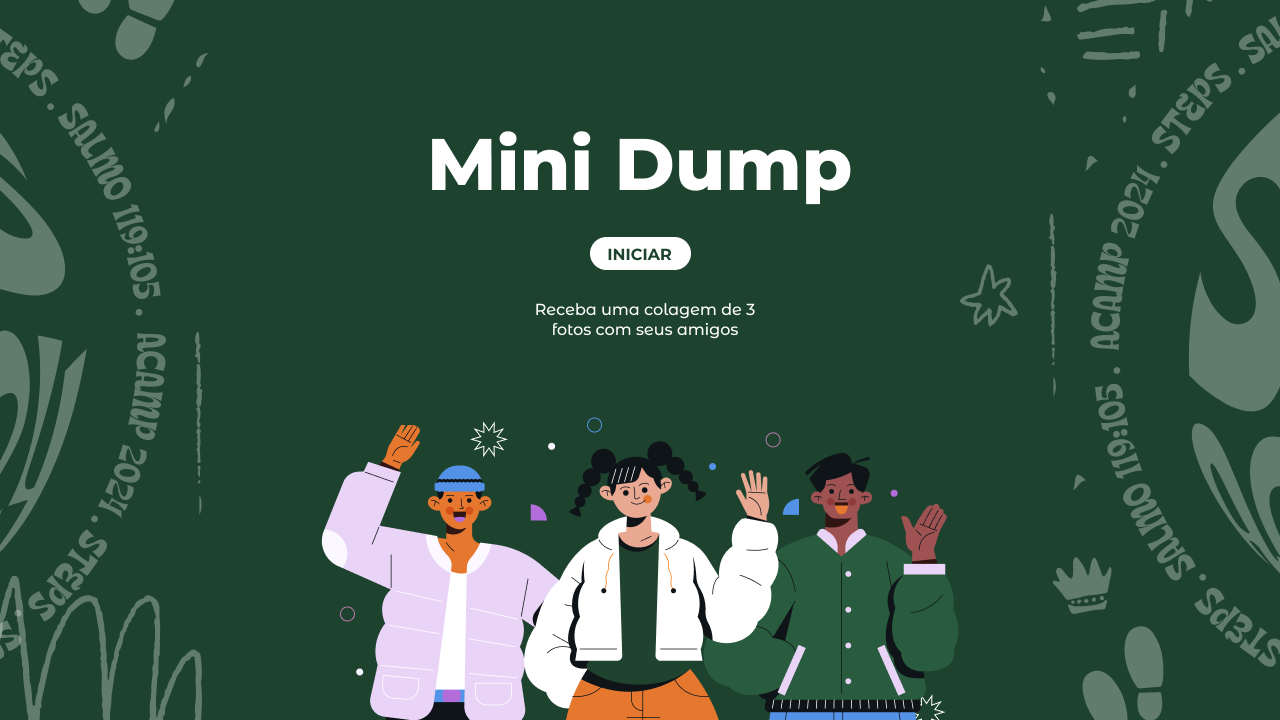 Mini Dump
INICIAR
Receba uma colagem de 3
fotos com seus amigos
STEPS . SALMO 119:105 . ACAMP 2024 . STEPS . S
SALMO 119:105 . ACAMP 2024 . STEPS . SAL
STEPS .